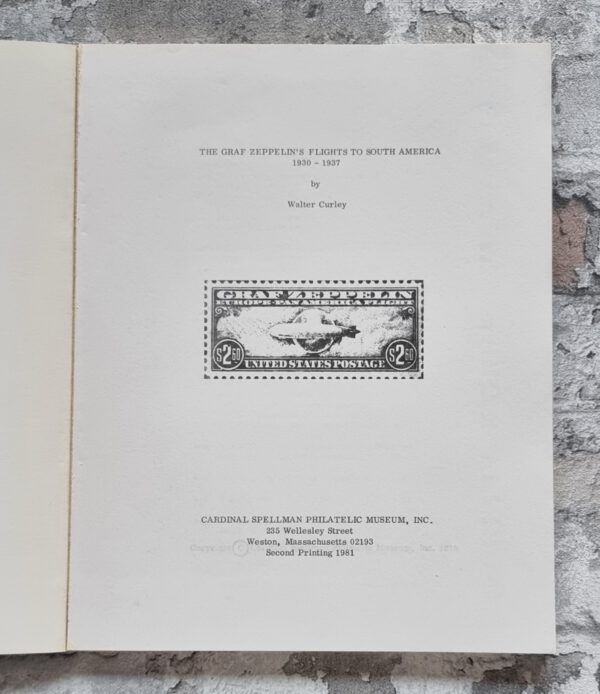 THE GRAF ZEPPELIN'S FLIGHTS TO SOUTH AMERICA
1930 - 1937
by
Walter Curley
GRAF ZEPPELIN
EUROPE-PAN AMERICA FLIGHT
$2 60 $2 60
UNITED STATES POSTAGE
CARDINAL SPELLMAN PHILATELIC MUSEUM, INC.
235 Wellesley Street
Weston, Massachusetts 02193
Second Printing 1981